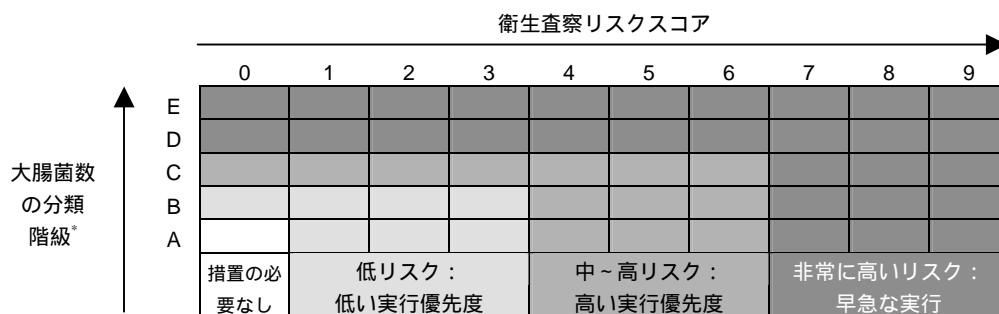 衛生査察リスクスコア
0 1 2 3 4 5 6 7 8 9
E
D
大腸菌数 C
の分類 B
階級* A
措置の必 低リスク： 中～高リスク： 非常に高いリスク：
要なし 低い実行優先度 高い実行優先度 早急な実行